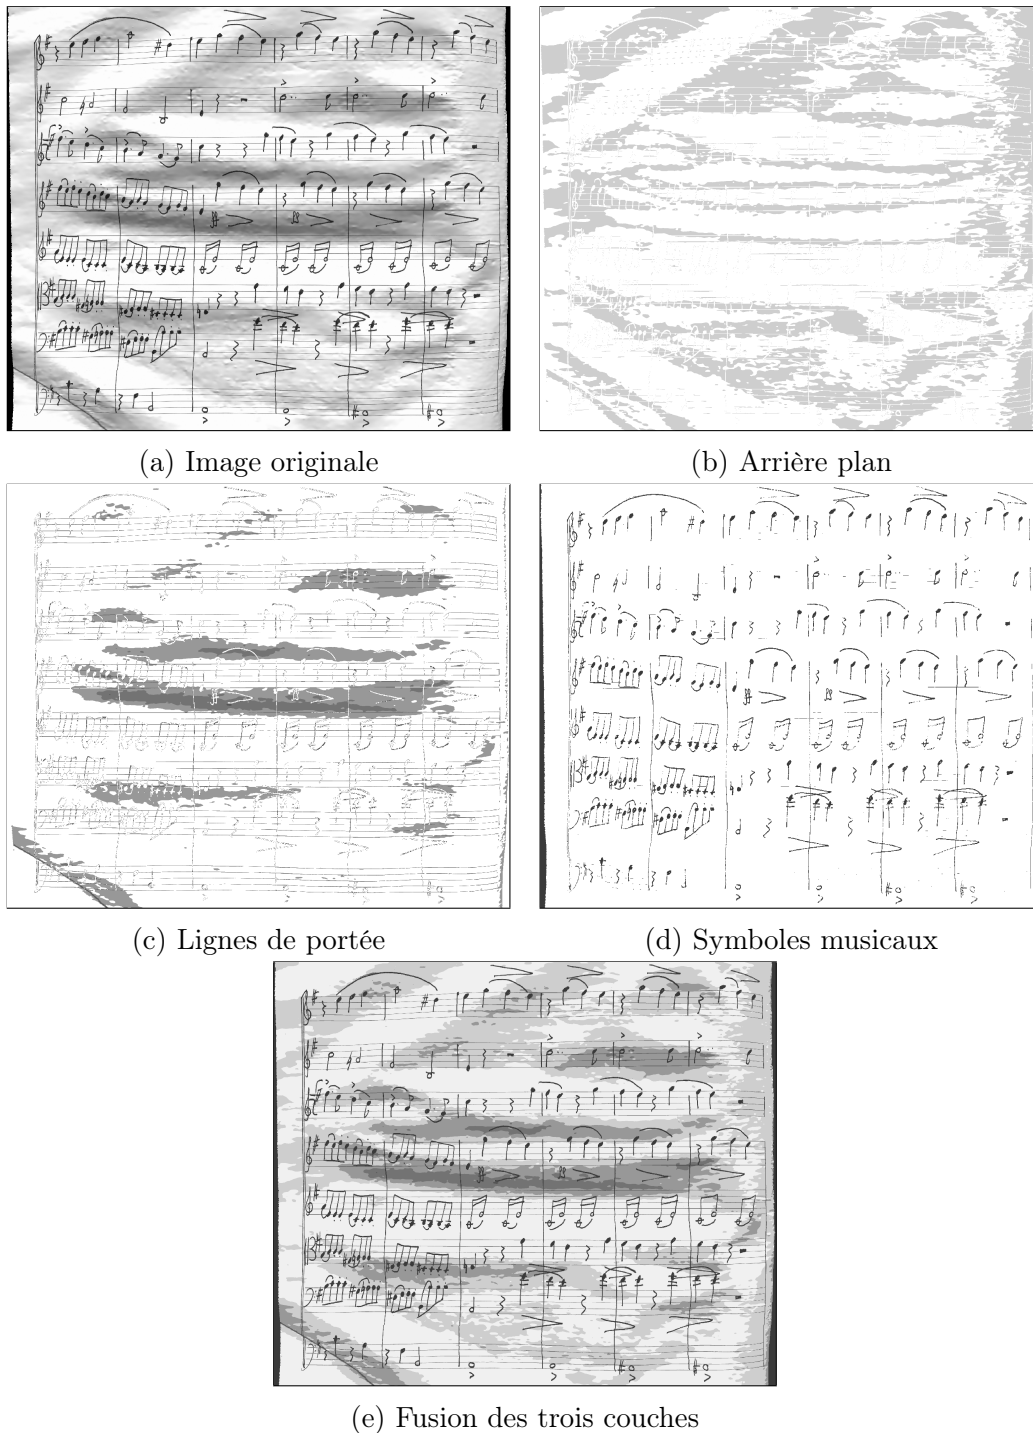 (a) Image originale
(b) Arrière plan
(c) Lignes de portée
(d) Symboles musicaux
(e) Fusion des trois couches